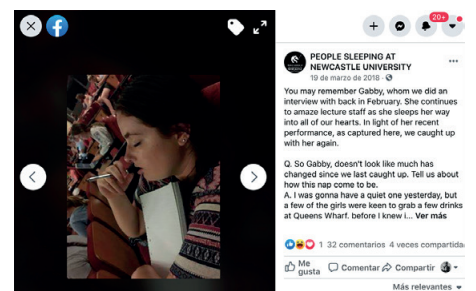 20+
PEOPLE SLEEPING AT
NEWCASTLE UNIVERSITY
19 de marzo de 2018 ·
You may remember Gabby, whom we did an
interview with back in February. She continues
to amaze lecture staff as she sleeps her way
into all of our hearts. In light of her recent
performance, as captured here, we caught up
with her again.
Q. So Gabby, doesn't look like much has
changed since we last caught up. Tell us about
how this nap come to be.
A. I was gonna have a quiet one yesterday, but
a few of the girls were keen to grab a few drinks
at Queens Wharf. before I knew i... Ver más
1 32 comentarios 4 veces compartida
Me gusta Comentar Compartir
Más relevantes